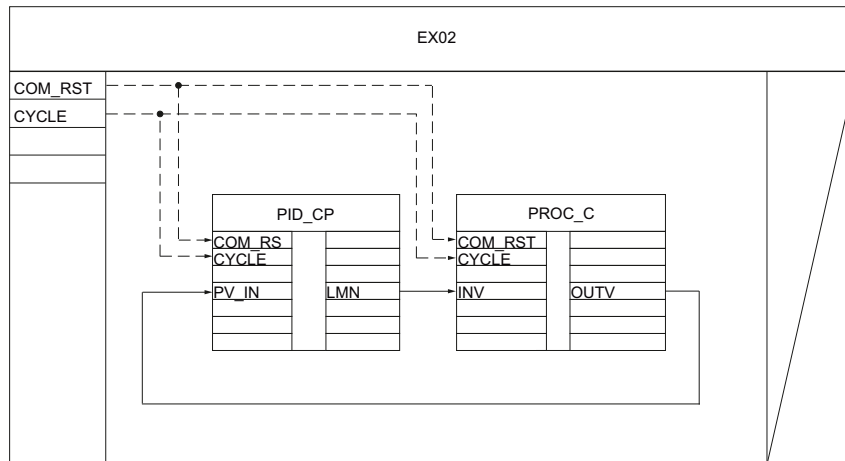 EX02
COM_RST
CYCLE
PID_CP
PROC_C
COM_RS
COM_RST
CYCLE
CYCLE
PV_IN LMN
INV OUTV